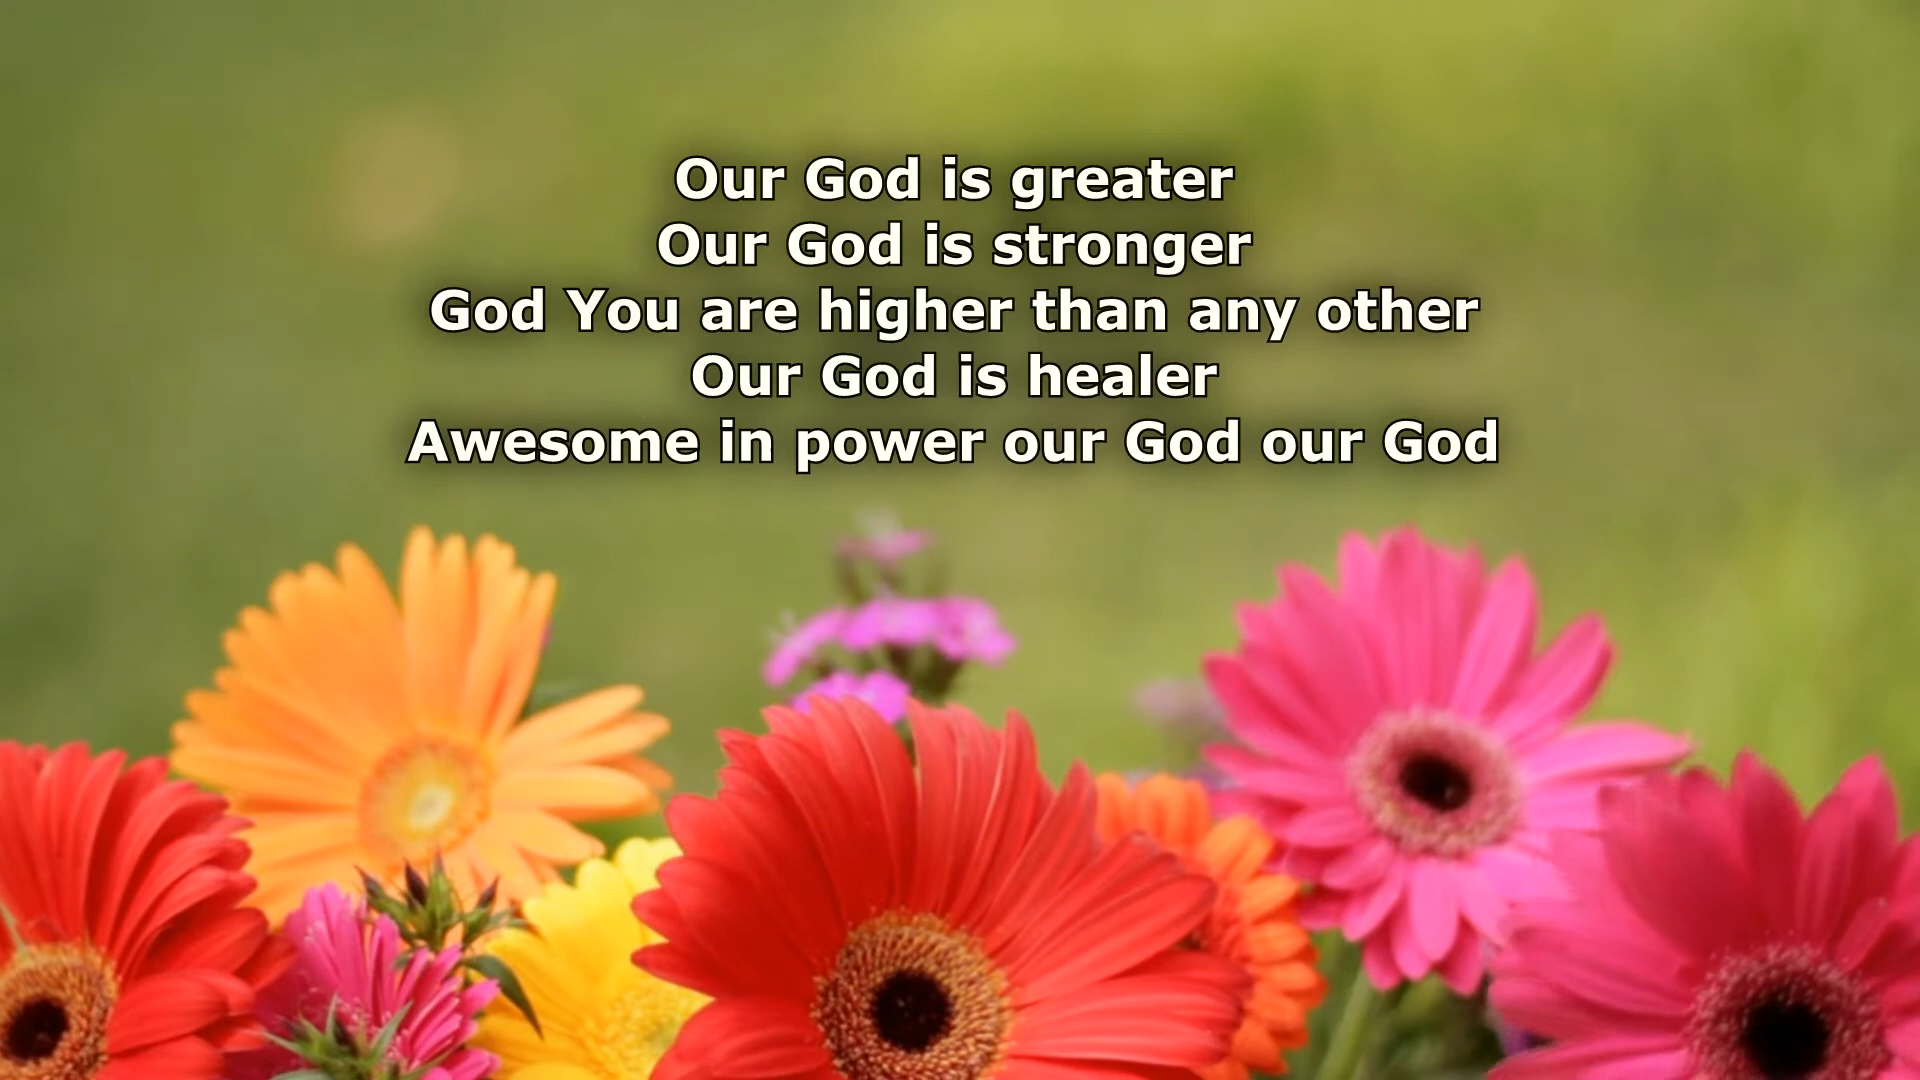 Our God is greater
Our God is stronger
God You are higher than any other
Our God is healer
Awesome in power our God our God